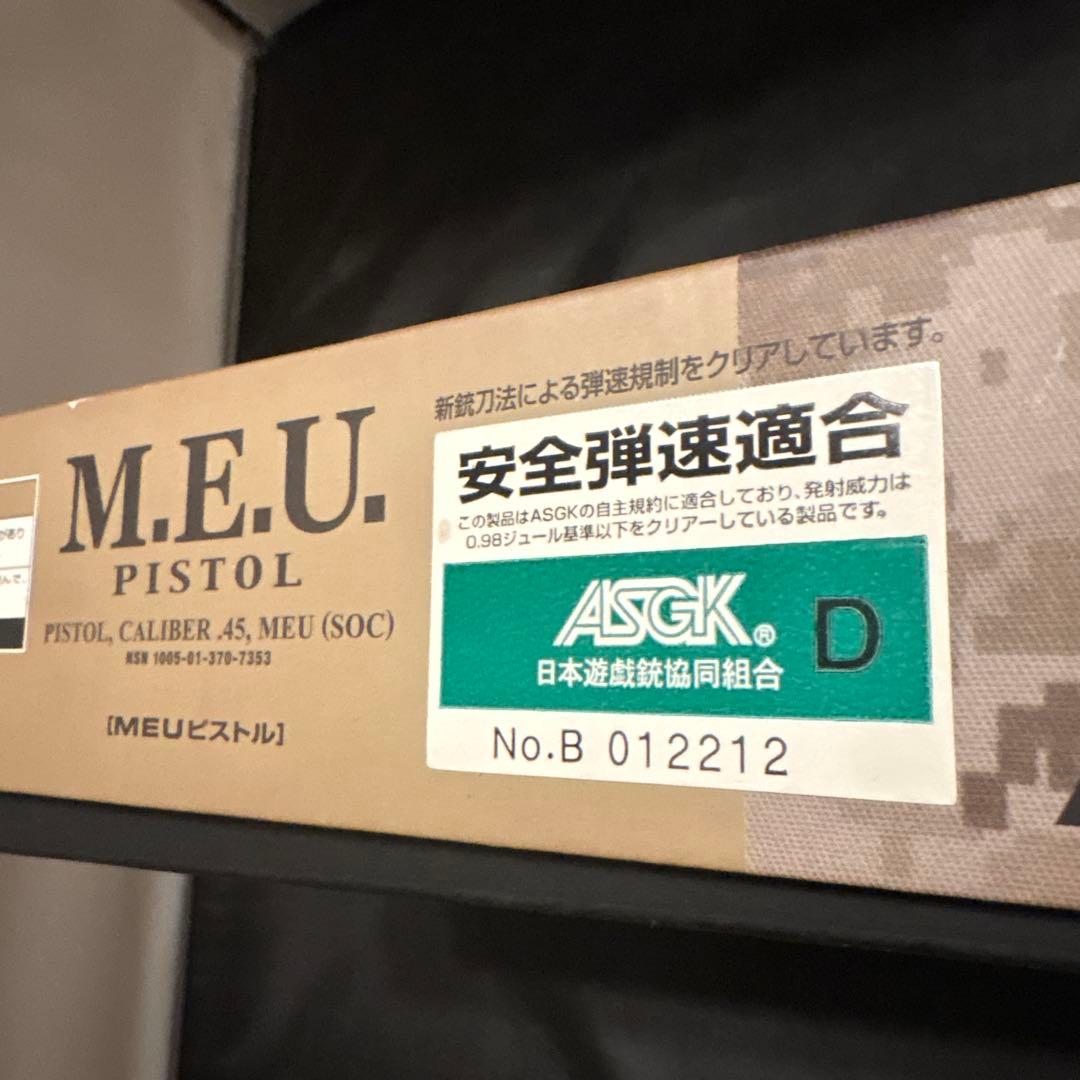 新銃刀法による弾速規制をクリアしています。
M.E.U.
PISTOL
PISTOL, CALIBER .45, MEU (SOC)
NSN 1005-01-370-7353
[MEUピストル]
安全弾速適合
この製品はASGKの自主規約に適合しており、発射威力は
0.98ジュール基準以下をクリアーしている製品です。
ASGK®
D
日本遊戯銃協同組合
No.B 012212